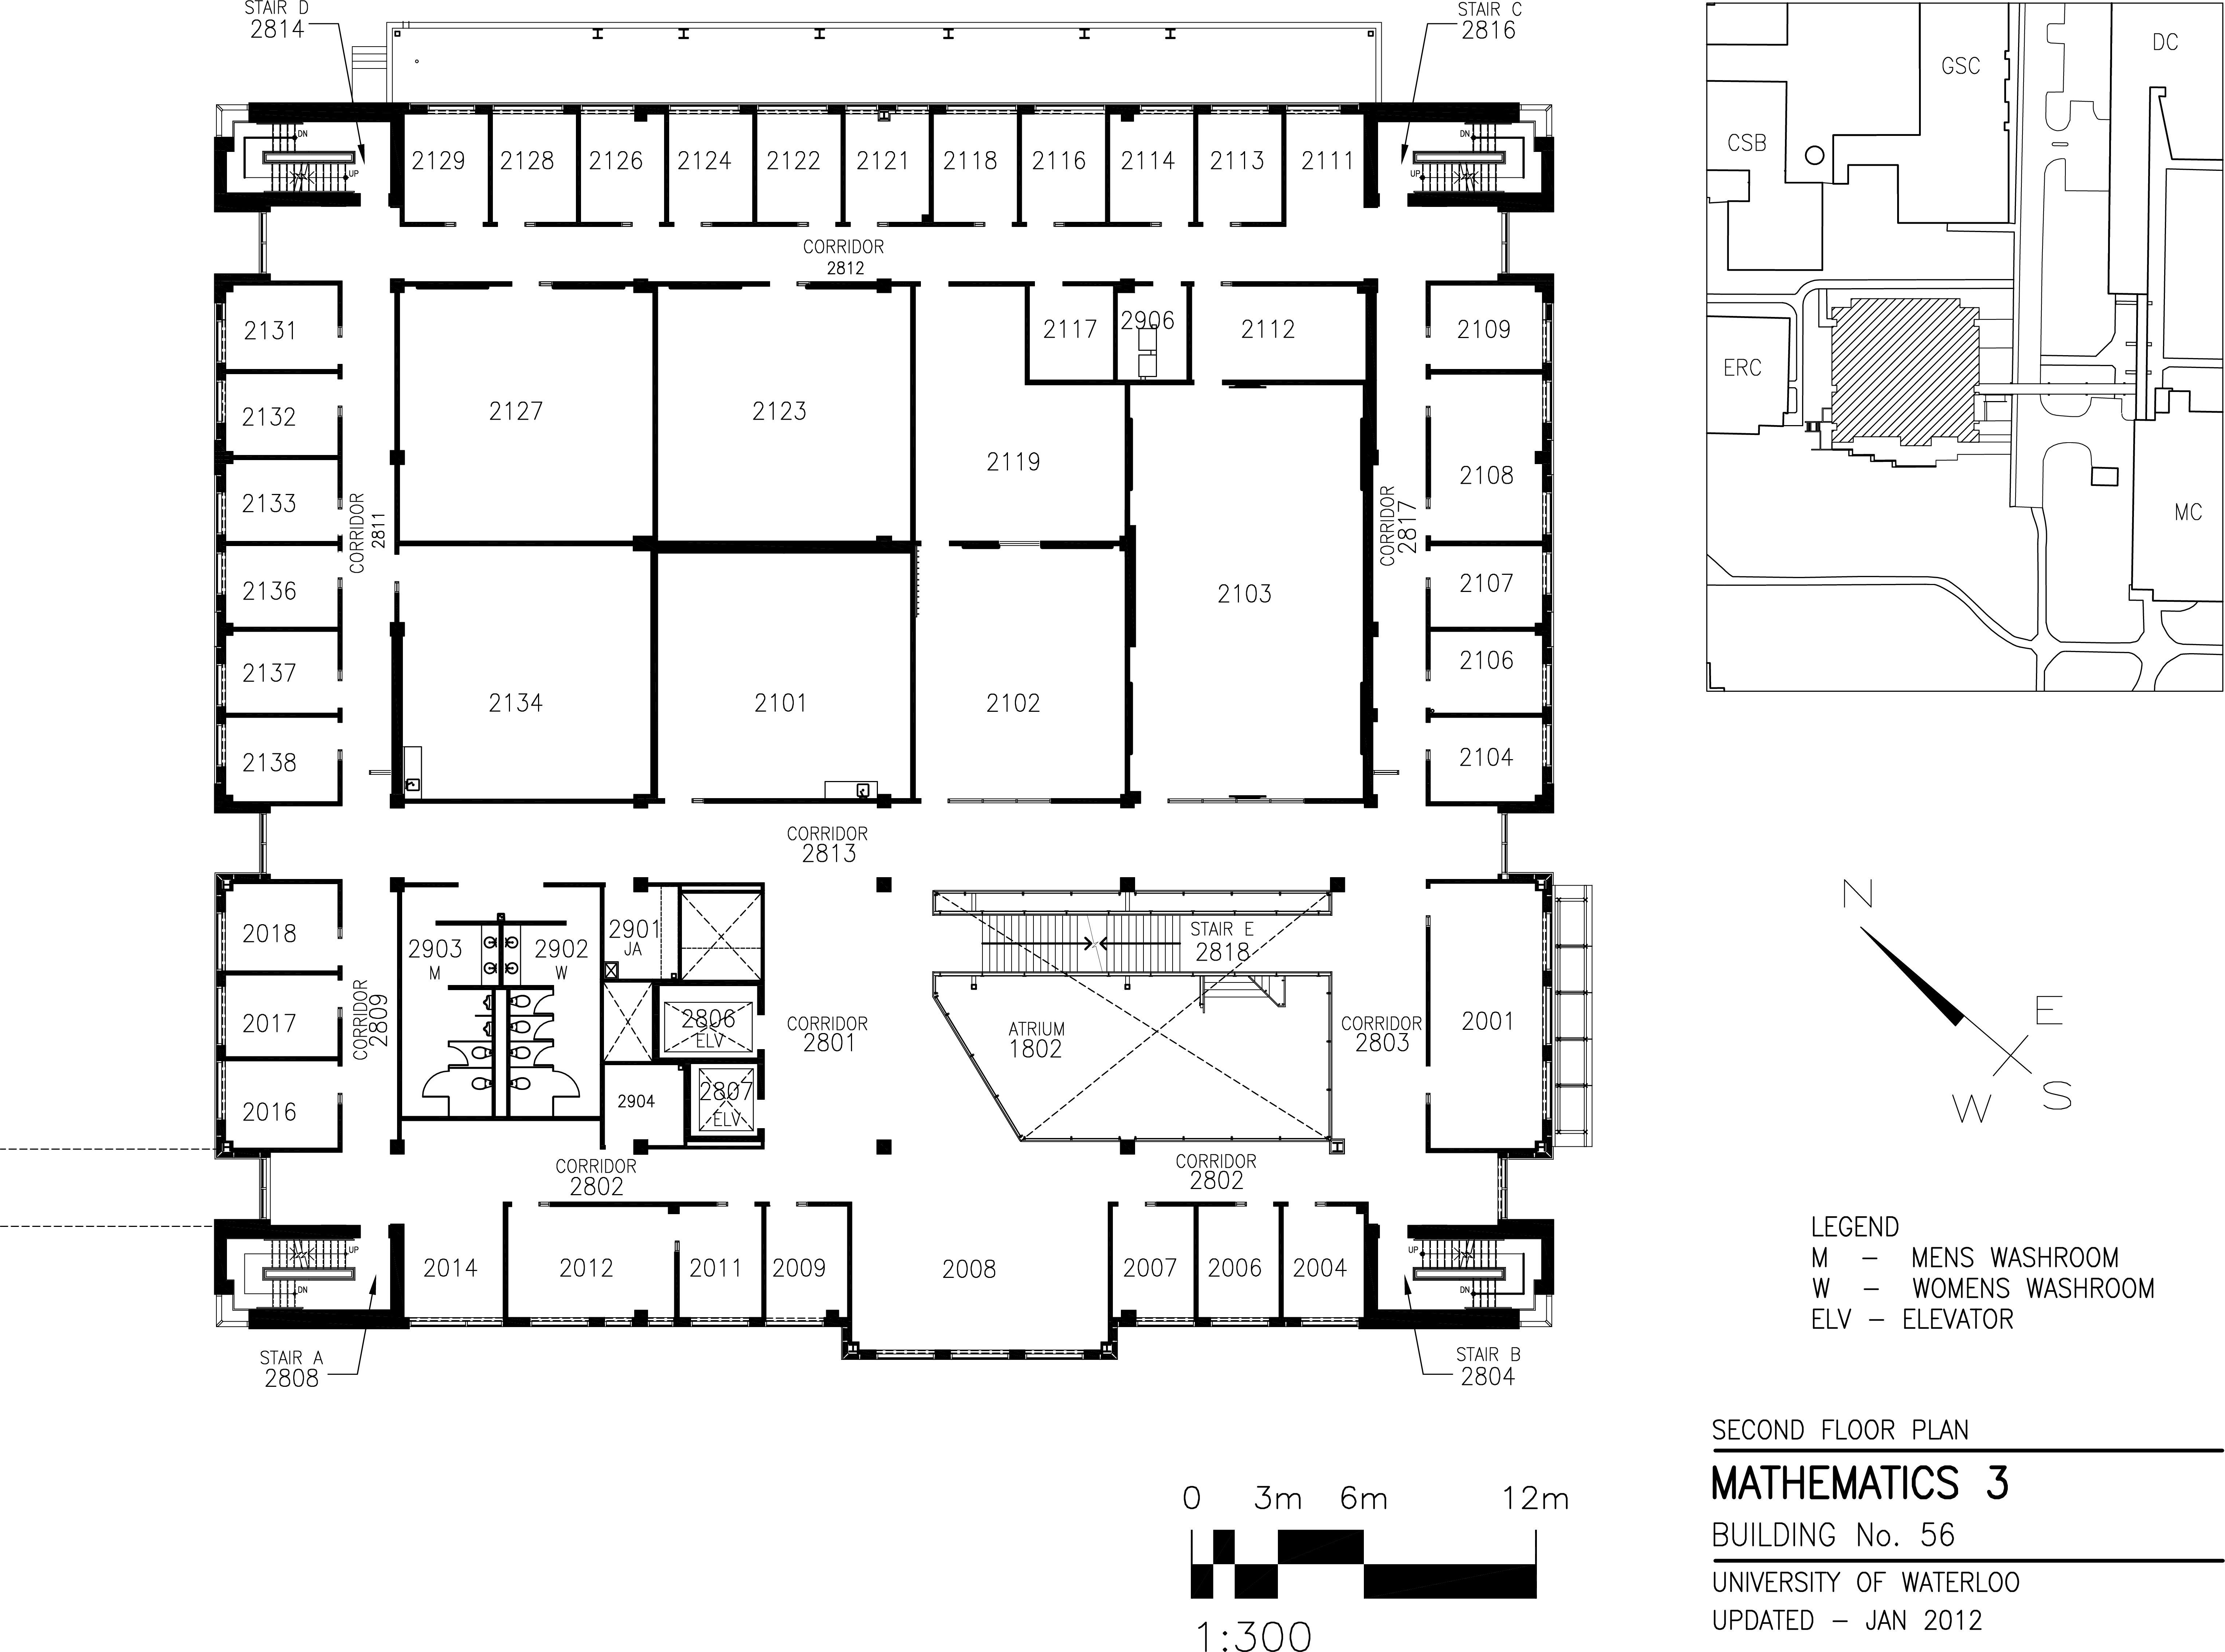 STAIR D
2814
STAIR C
2816
DN
UP
DN
UP
2129
2128
2126
2124
2122
2121
2118
2116
2114
2113
2111
CORRIDOR
2812
2131
2132
2133
2136
2137
2138
CORRIDOR
2811
2127
2123
2119
2117
2906
2112
2103
2134
2101
2102
CORRIDOR
2817
2109
2108
2107
2106
2104
CORRIDOR
2813
2018
2017
2016
CORRIDOR
2809
2903
M
2902
W
2901
JA
2806
ELV
2807
ELV
2904
CORRIDOR
2801
STAIR E
2818
ATRIUM
1802
CORRIDOR
2803
2001
CORRIDOR
2802
CORRIDOR
2802
UP
DN
2014
2012
2011
2009
2008
2007
2006
2004
UP
DN
STAIR A
2808
STAIR B
2804
GSC
DC
CSB
ERC
MC
N
E
W
S
LEGEND
M – MENS WASHROOM
W – WOMENS WASHROOM
ELV – ELEVATOR
0 3m 6m 12m
1:300
SECOND FLOOR PLAN
MATHEMATICS 3
BUILDING No. 56
UNIVERSITY OF WATERLOO
UPDATED – JAN 2012